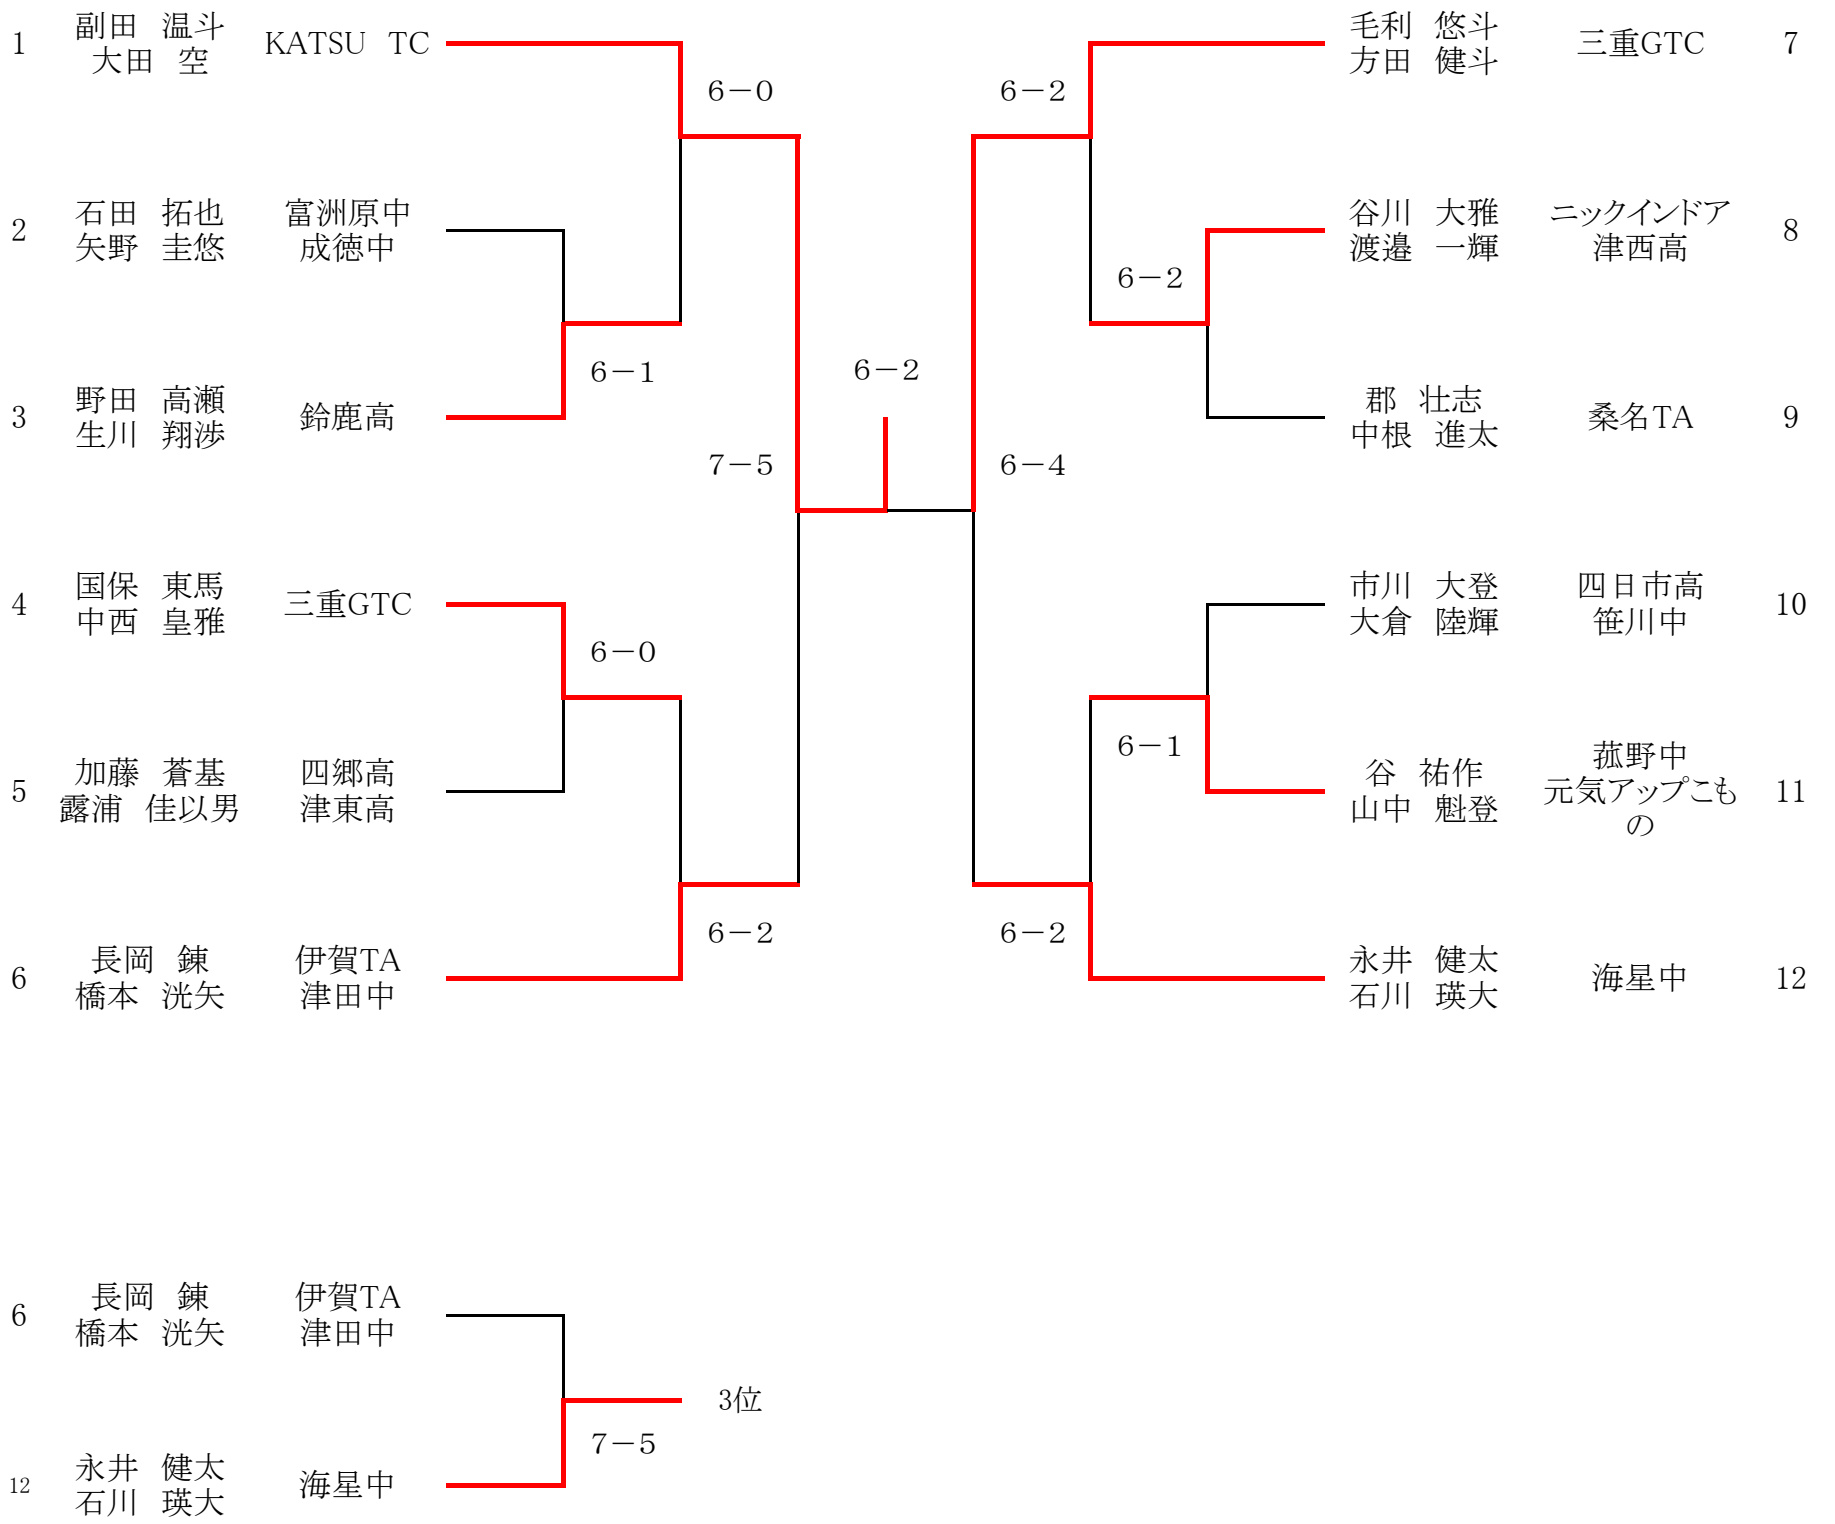 1 副田　温斗 KATSU　TC
大田　空
6－0
2 石田　拓也 富洲原中
矢野　圭悠 成徳中
3 野田　高瀬 鈴鹿高
生川　翔渉
6－1
7－5
4 国保　東馬 三重GTC
中西　皇雅
6－0
5 加藤　蒼基 四郷高
露浦　佳以男 津東高
6 長岡　錬 伊賀TA
橋本　洸矢 津田中
6－2
6－2
毛利　悠斗 三重GTC 7
方田　健斗
6－2
谷川　大雅 ニックインドア 8
渡邉　一輝 津西高
6－2
郡　壮志 桑名TA 9
中根　進太
6－4
市川　大登 四日市高 10
大倉　陸輝 笹川中
6－1
谷　祐作 菰野中 11
山中　魁登 元気アップこも
の
6－2
永井　健太 海星中 12
石川　瑛大
6 長岡　錬 伊賀TA
橋本　洸矢 津田中
3位
7－5
12 永井　健太 海星中
石川　瑛大